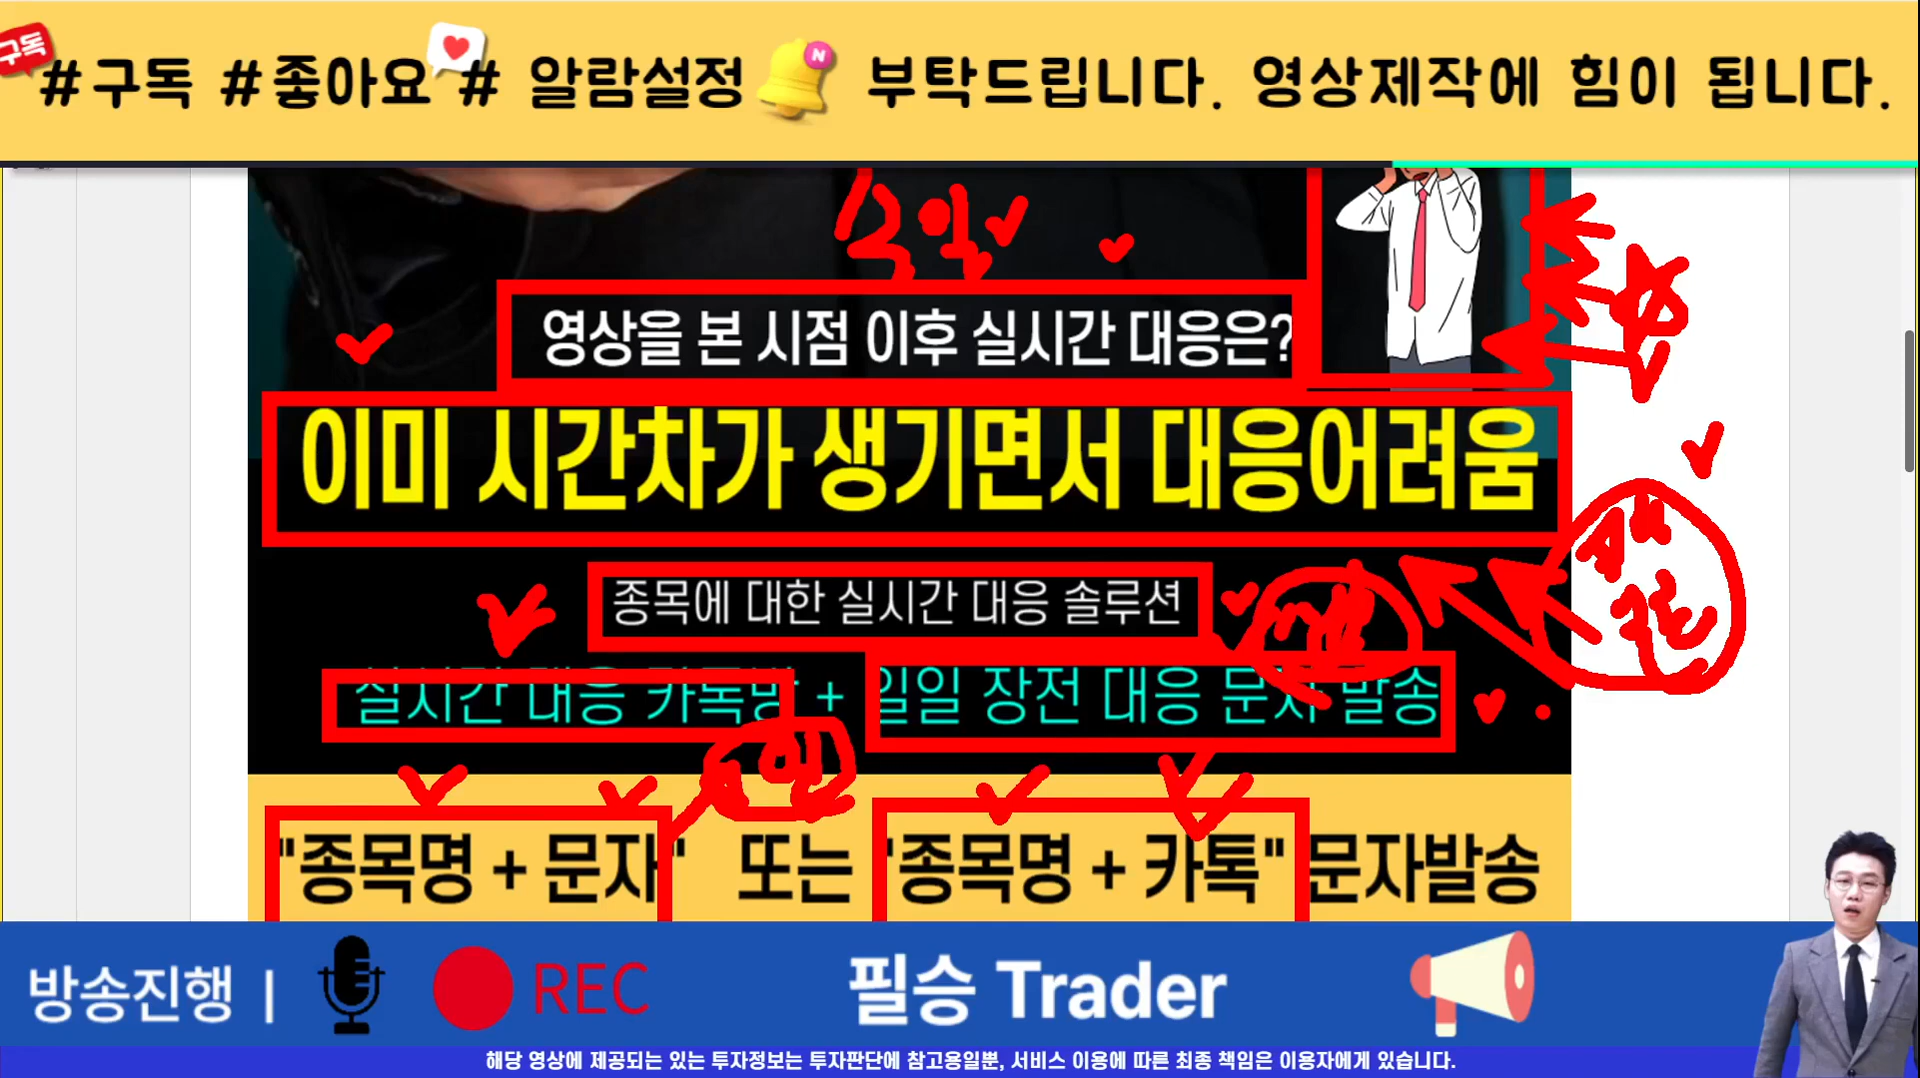 구독
#구독 #좋아요 # 알람설정 N 부탁드립니다. 영상제작에 힘이 됩니다.
영상을 본 시점 이후 실시간 대응은?
이미 시간차가 생기면서 대응어려움
종목에 대한 실시간 대응 솔루션
실시간 대응 카톡방 + 일일 장전 대응 문자 발송
"종목명 + 문자" 또는 "종목명 + 카톡" 문자발송
방송진행 | REC 필승 Trader
해당 영상에 제공되는 있는 투자정보는 투자판단에 참고용일뿐, 서비스 이용에 따른 최종 책임은 이용자에게 있습니다.